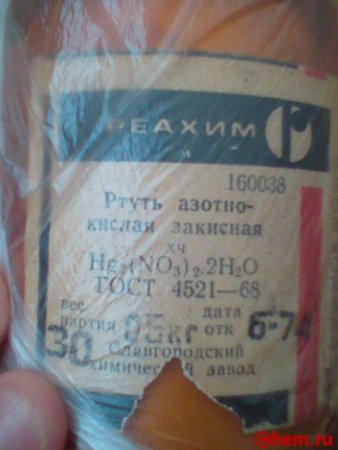 РЕАХИМ
160038
Ртуть азотно-
кислая закисная
хч
Hg₂(NO₃)₂·2H₂O
ГОСТ 4521—68
вес 05кг дата 6-74
партия 30 отк
Славгородский
химический завод
@hem.ru